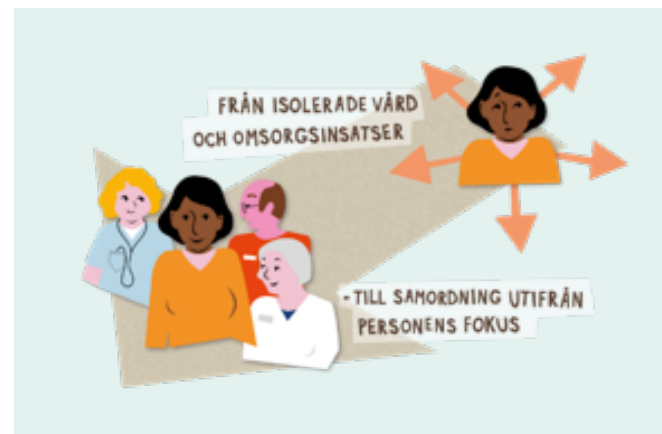 FRÅN ISOLERADE VÅRD
OCH OMSORGSINSATSER
-TILL SAMORDNING UTIFRÅN
PERSONENS FOKUS